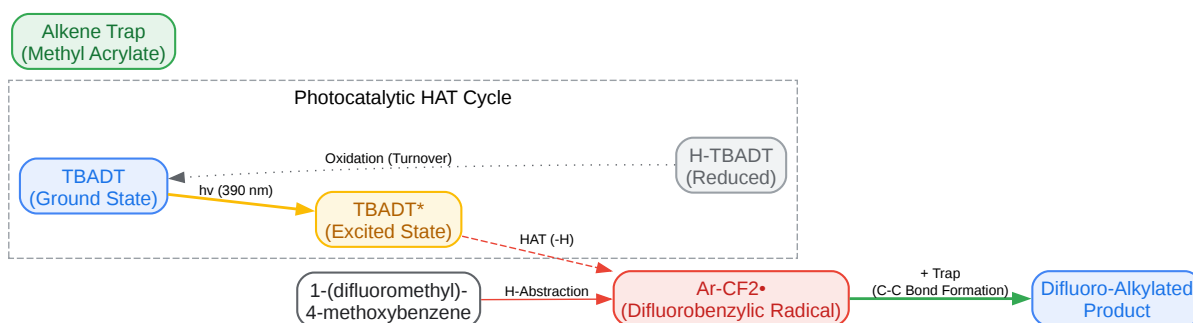 Alkene Trap
(Methyl Acrylate)
Photocatalytic HAT Cycle
Oxidation (Turnover)
H-TBADT
(Reduced)
TBADT
(Ground State)
hv (390 nm)
TBADT*
(Excited State)
HAT (-H)
1-(difluoromethyl)-
4-methoxybenzene
H-Abstraction
Ar-CF2•
(Difluorobenzylic Radical)
+ Trap
(C-C Bond Formation)
Difluoro-Alkylated
Product